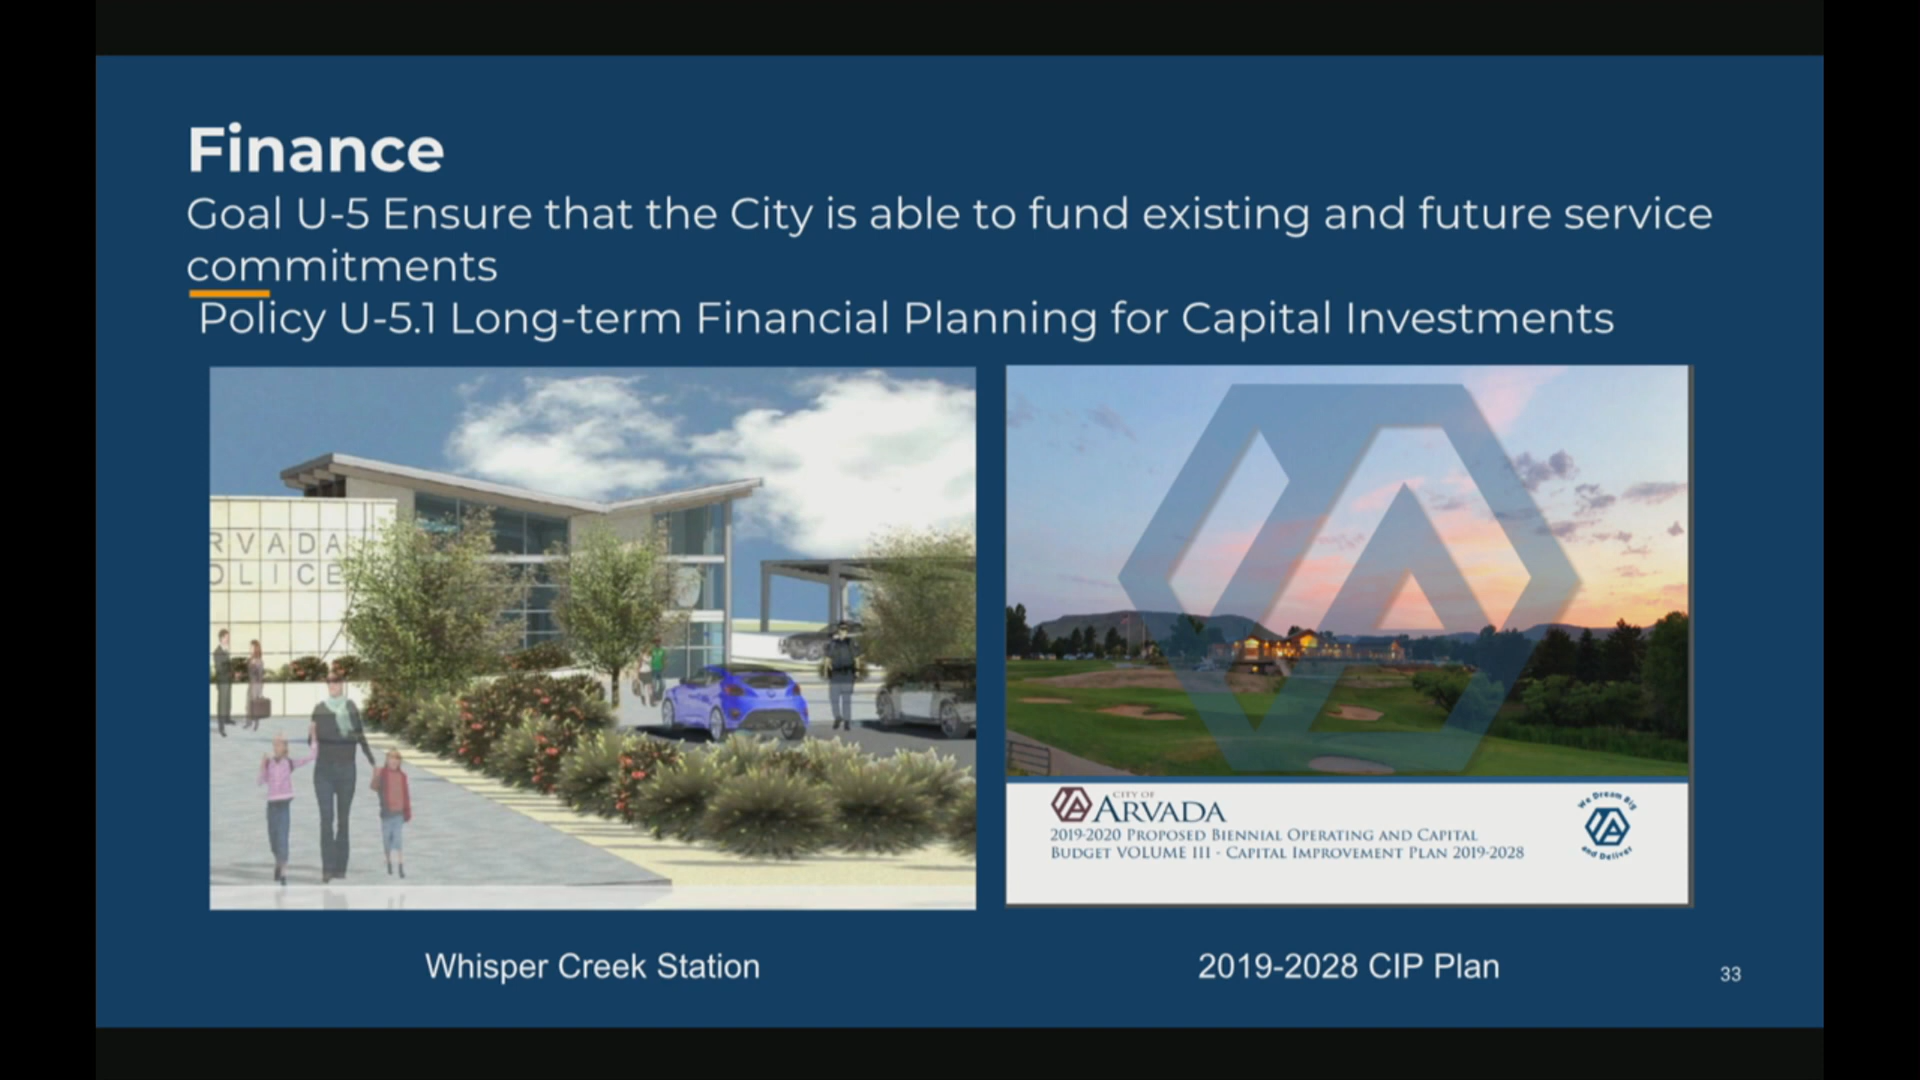 Finance
Goal U-5 Ensure that the City is able to fund existing and future service
commitments
Policy U-5.1 Long-term Financial Planning for Capital Investments
RVADA
OLICE
CITY OF
ARVADA
2019-2020 PROPOSED BIENNIAL OPERATING AND CAPITAL
BUDGET VOLUME III - CAPITAL IMPROVEMENT PLAN 2019-2028
We Dream Big
and Deliver
Whisper Creek Station
2019-2028 CIP Plan
33